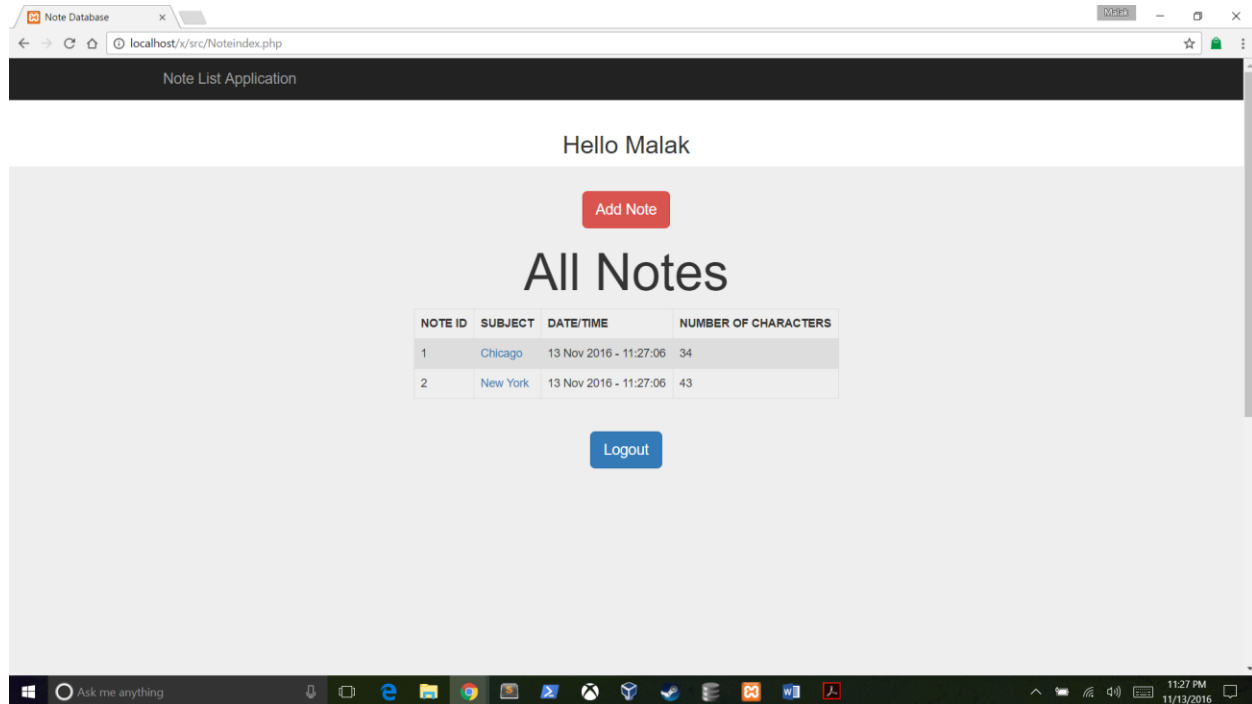 Note Database
Malak
localhost/x/src/Noteindex.php
Note List Application
Hello Malak
Add Note
All Notes
NOTE ID SUBJECT DATE/TIME NUMBER OF CHARACTERS
1 Chicago 13 Nov 2016 - 11:27:06 34
2 New York 13 Nov 2016 - 11:27:06 43
Logout
Ask me anything
11:27 PM
11/13/2016